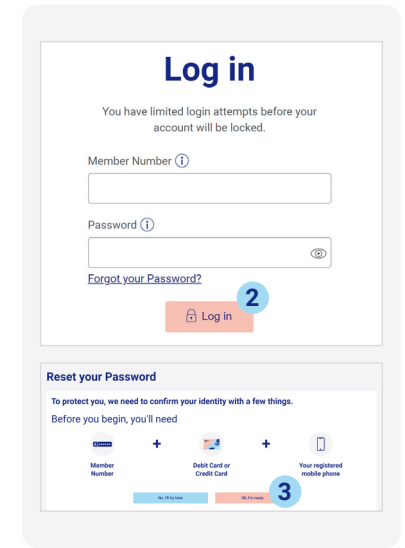 Log in
You have limited login attempts before your
account will be locked.
Member Number i
Password i
Forgot your Password?
2
Log in
Reset your Password
To protect you, we need to confirm your identity with a few things.
Before you begin, you'll need
+ +
Member Number
Debit Card or Credit Card
Your registered mobile phone
No, I'll try later
Ok, I'm ready
3